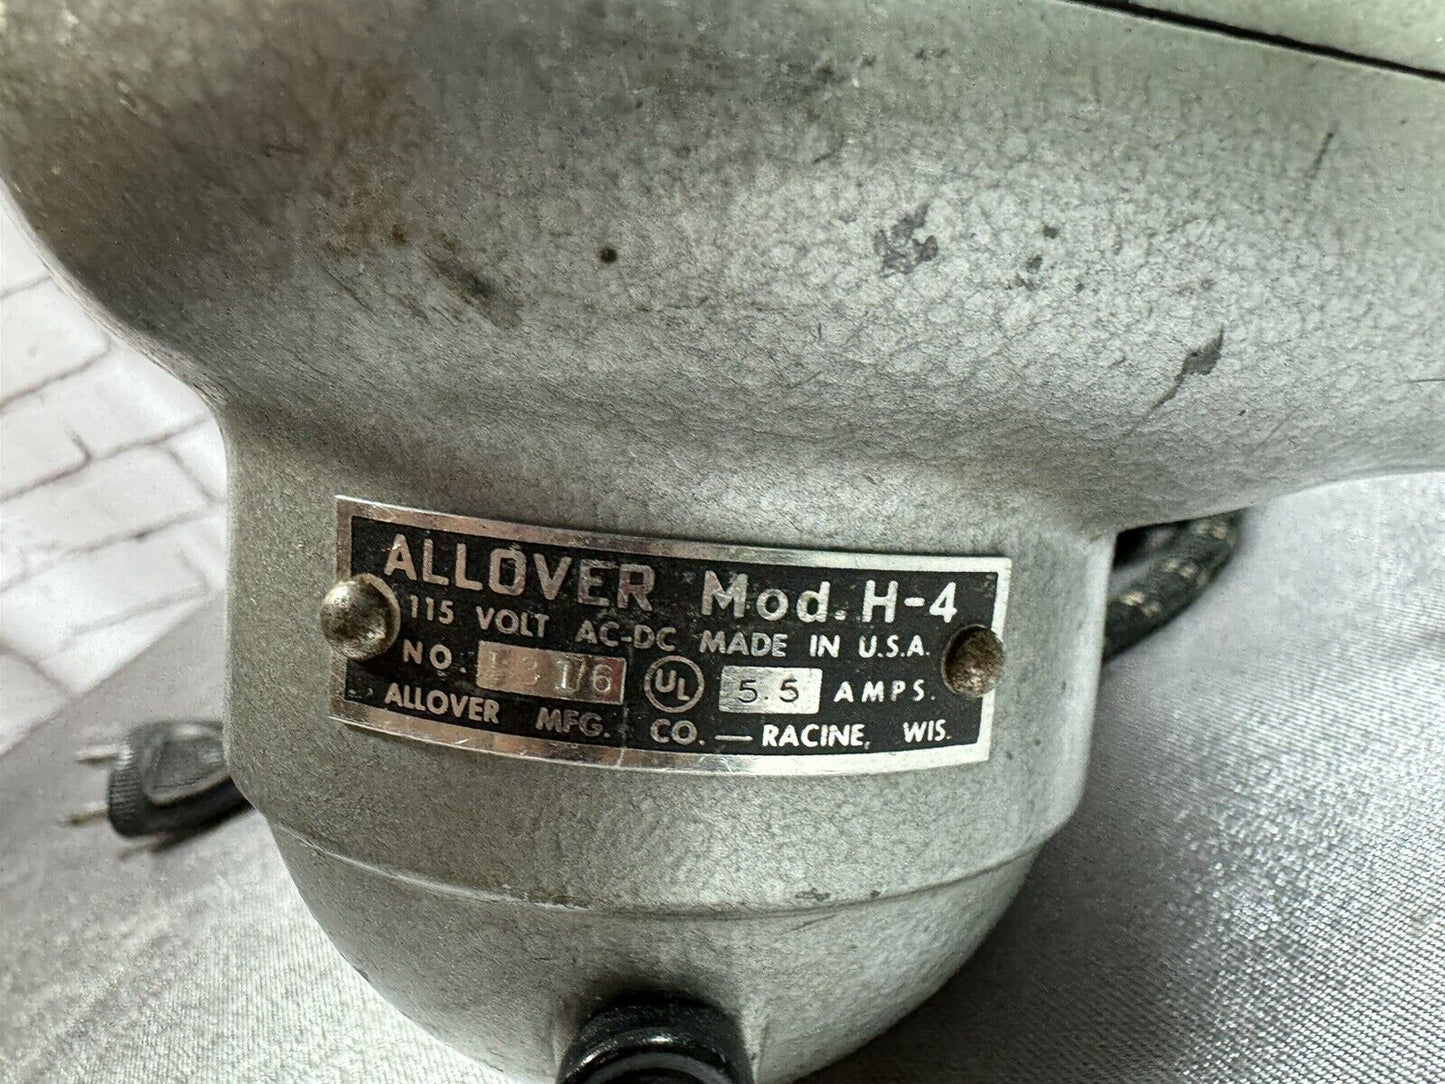 ALLOVER Mod. H-4
115 VOLT AC-DC MADE IN U.S.A.
NO. UL 5.5 AMPS.
ALLOVER MFG. CO. — RACINE, WIS.